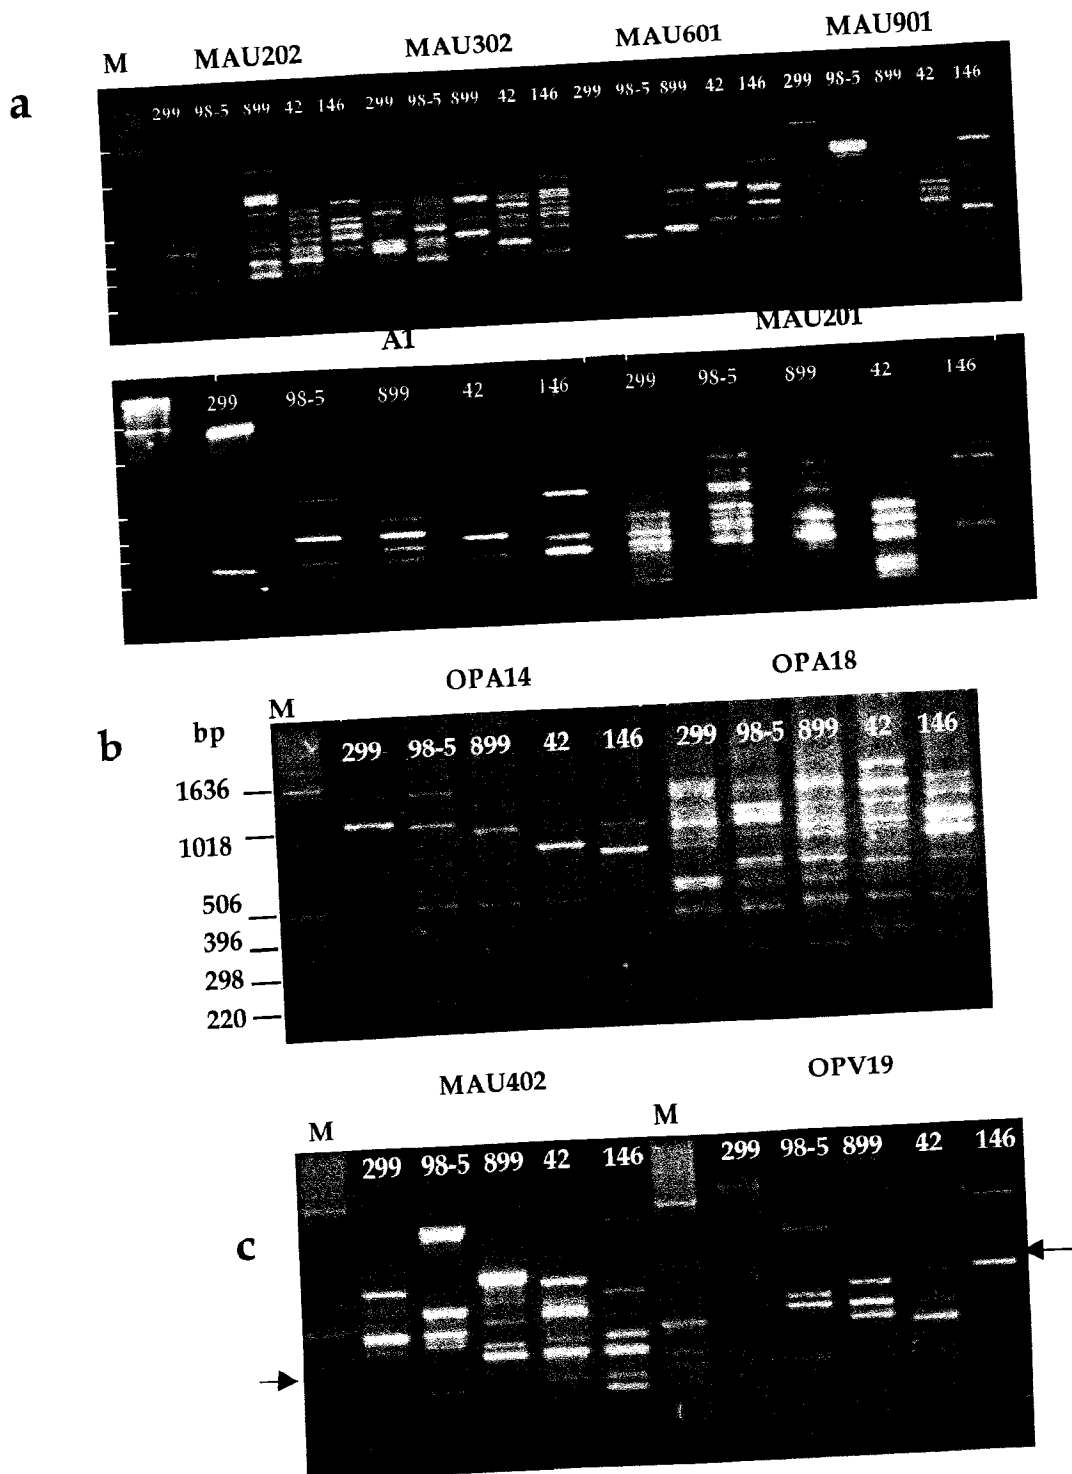 M MAU202 MAU302 MAU601 MAU901
a
299 98-5 899 42 146 299 98-5 899 42 146 299 98-5 899 42 146 299 98-5 899 42 146
A1 MAU201
299 98-5 899 42 146 299 98-5 899 42 146
OPA14 OPA18
M
b bp
299 98-5 899 42 146 299 98-5 899 42 146
1636
1018
506
396
298
220
MAU402 OPV19
M M
299 98-5 899 42 146 299 98-5 899 42 146
c